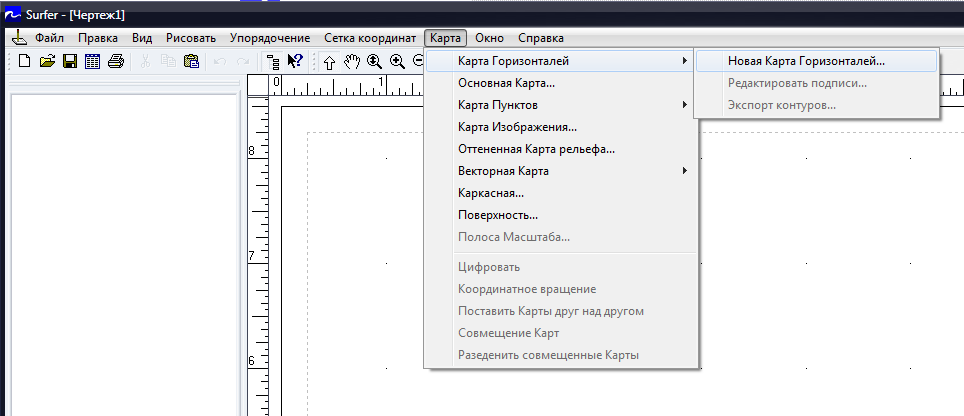 Surfer - [Чертеж1]
Файл Правка Вид Рисовать Упорядочение Сетка координат Карта Окно Справка
0 1
8
7
6
Карта Горизонталей
Основная Карта...
Карта Пунктов
Карта Изображения...
Оттененная Карта рельефа...
Векторная Карта
Каркасная...
Поверхность...
Полоса Масштаба...
Цифровать
Координатное вращение
Поставить Карты друг над другом
Совмещение Карт
Разеденить совмещенные Карты
Новая Карта Горизонталей...
Редактировать подписи...
Экспорт контуров...